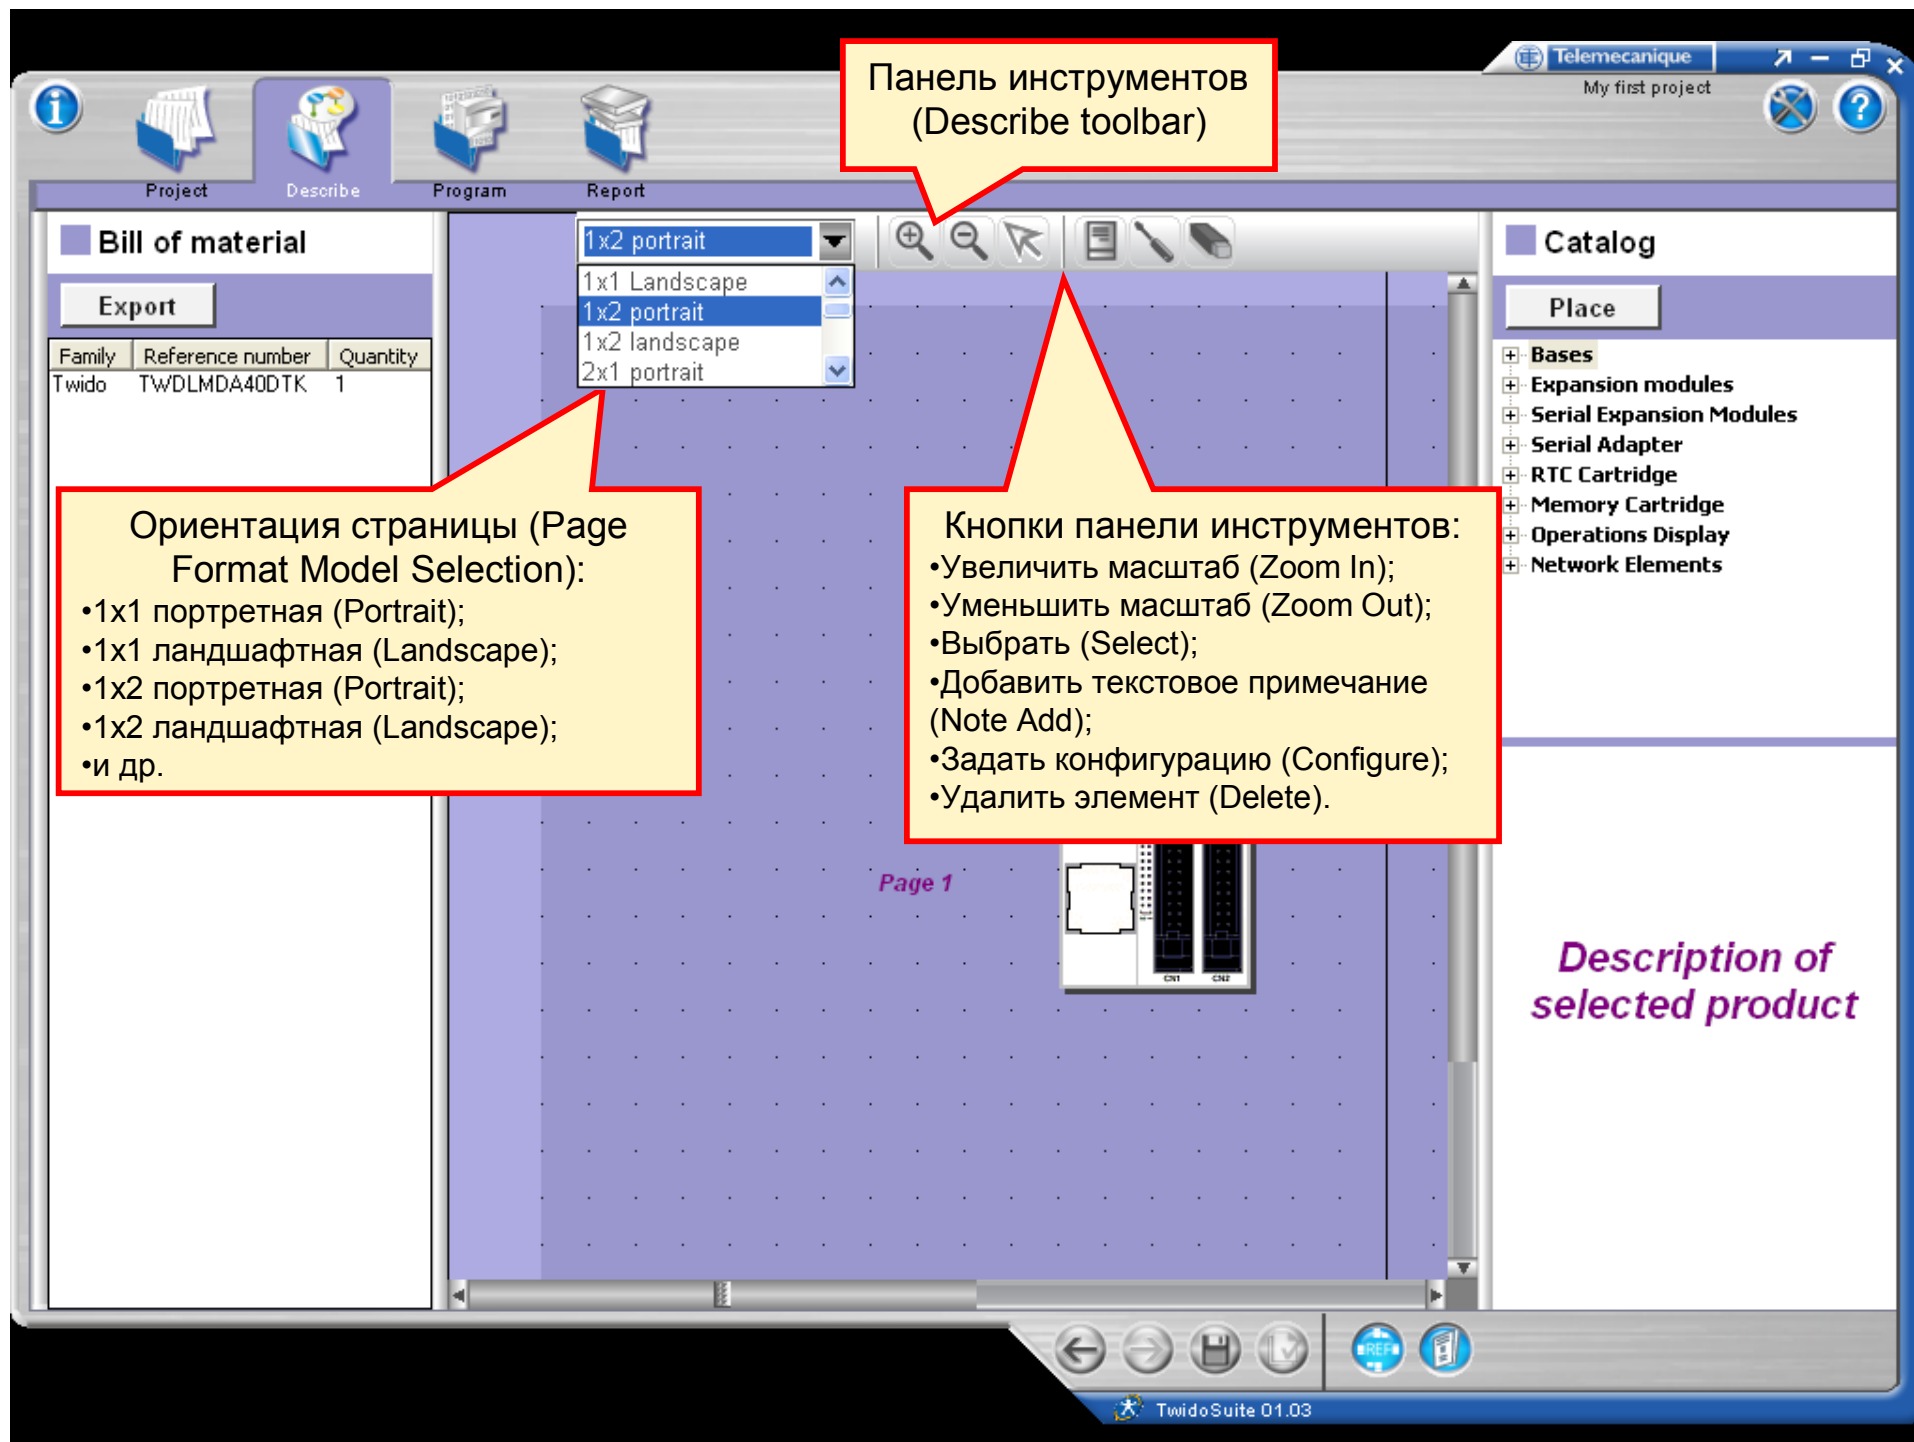 Telemecanique
My first project
Панель инструментов
(Describe toolbar)
Project
Describe
Program
Report
Bill of material
Export
Family Reference number Quantity
Twido TWDLMDA40DTK 1
1x2 portrait
1x1 Landscape
1x2 portrait
1x2 landscape
2x1 portrait
Catalog
Place
Bases
Expansion modules
Serial Expansion Modules
Serial Adapter
RTC Cartridge
Memory Cartridge
Operations Display
Network Elements
Ориентация страницы (Page
Format Model Selection):
•1x1 портретная (Portrait);
•1x1 ландшафтная (Landscape);
•1x2 портретная (Portrait);
•1x2 ландшафтная (Landscape);
•и др.
Кнопки панели инструментов:
•Увеличить масштаб (Zoom In);
•Уменьшить масштаб (Zoom Out);
•Выбрать (Select);
•Добавить текстовое примечание
(Note Add);
•Задать конфигурацию (Configure);
•Удалить элемент (Delete).
Page 1
CN1 CN2
Description of
selected product
REF
TwidoSuite 01.03